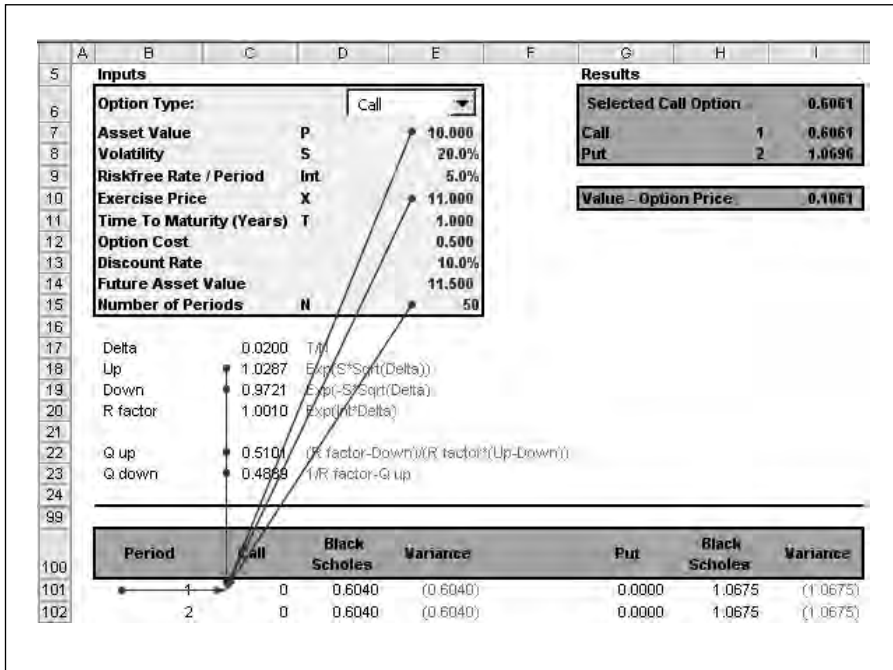 A B C D E F G H I
5 Inputs Results
6 Option Type: Call Selected Call Option 0.6061
7 Asset Value P 10.000 Call 1 0.6061
8 Volatility S 20.0% Put 2 1.0696
9 Riskfree Rate / Period Int 5.0%
10 Exercise Price X 11.000 Value - Option Price 0.1061
11 Time To Maturity (Years) T 1.000
12 Option Cost 0.500
13 Discount Rate 10.0%
14 Future Asset Value 11.500
15 Number of Periods N 50
16
17 Delta 0.0200 T/N
18 Up 1.0287 Exp(S*Sqrt(Delta))
19 Down 0.9721 Exp(-S*Sqrt(Delta)
20 R factor 1.0010 Exp(Int*Delta)
21
22 Q up 0.5101 (R factor-Down)/(R factor*(Up-Down))
23 Q down 0.4889 1/R factor-Q up
24
99
100 Period Call Black Scholes Variance Put Black Scholes Variance
101 1 0 0.6040 (0.6040) 0.0000 1.0675 (1.0675)
102 2 0 0.6040 (0.6040) 0.0000 1.0675 (1.0675)